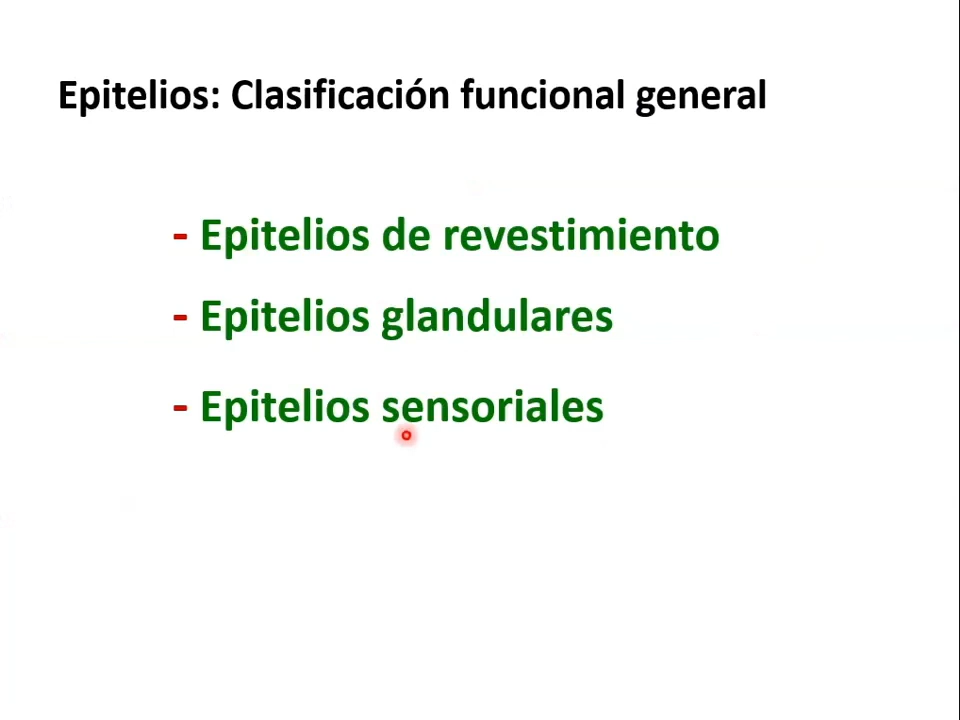 Epitelios: Clasificación funcional general
- Epitelios de revestimiento
- Epitelios glandulares
- Epitelios sensoriales